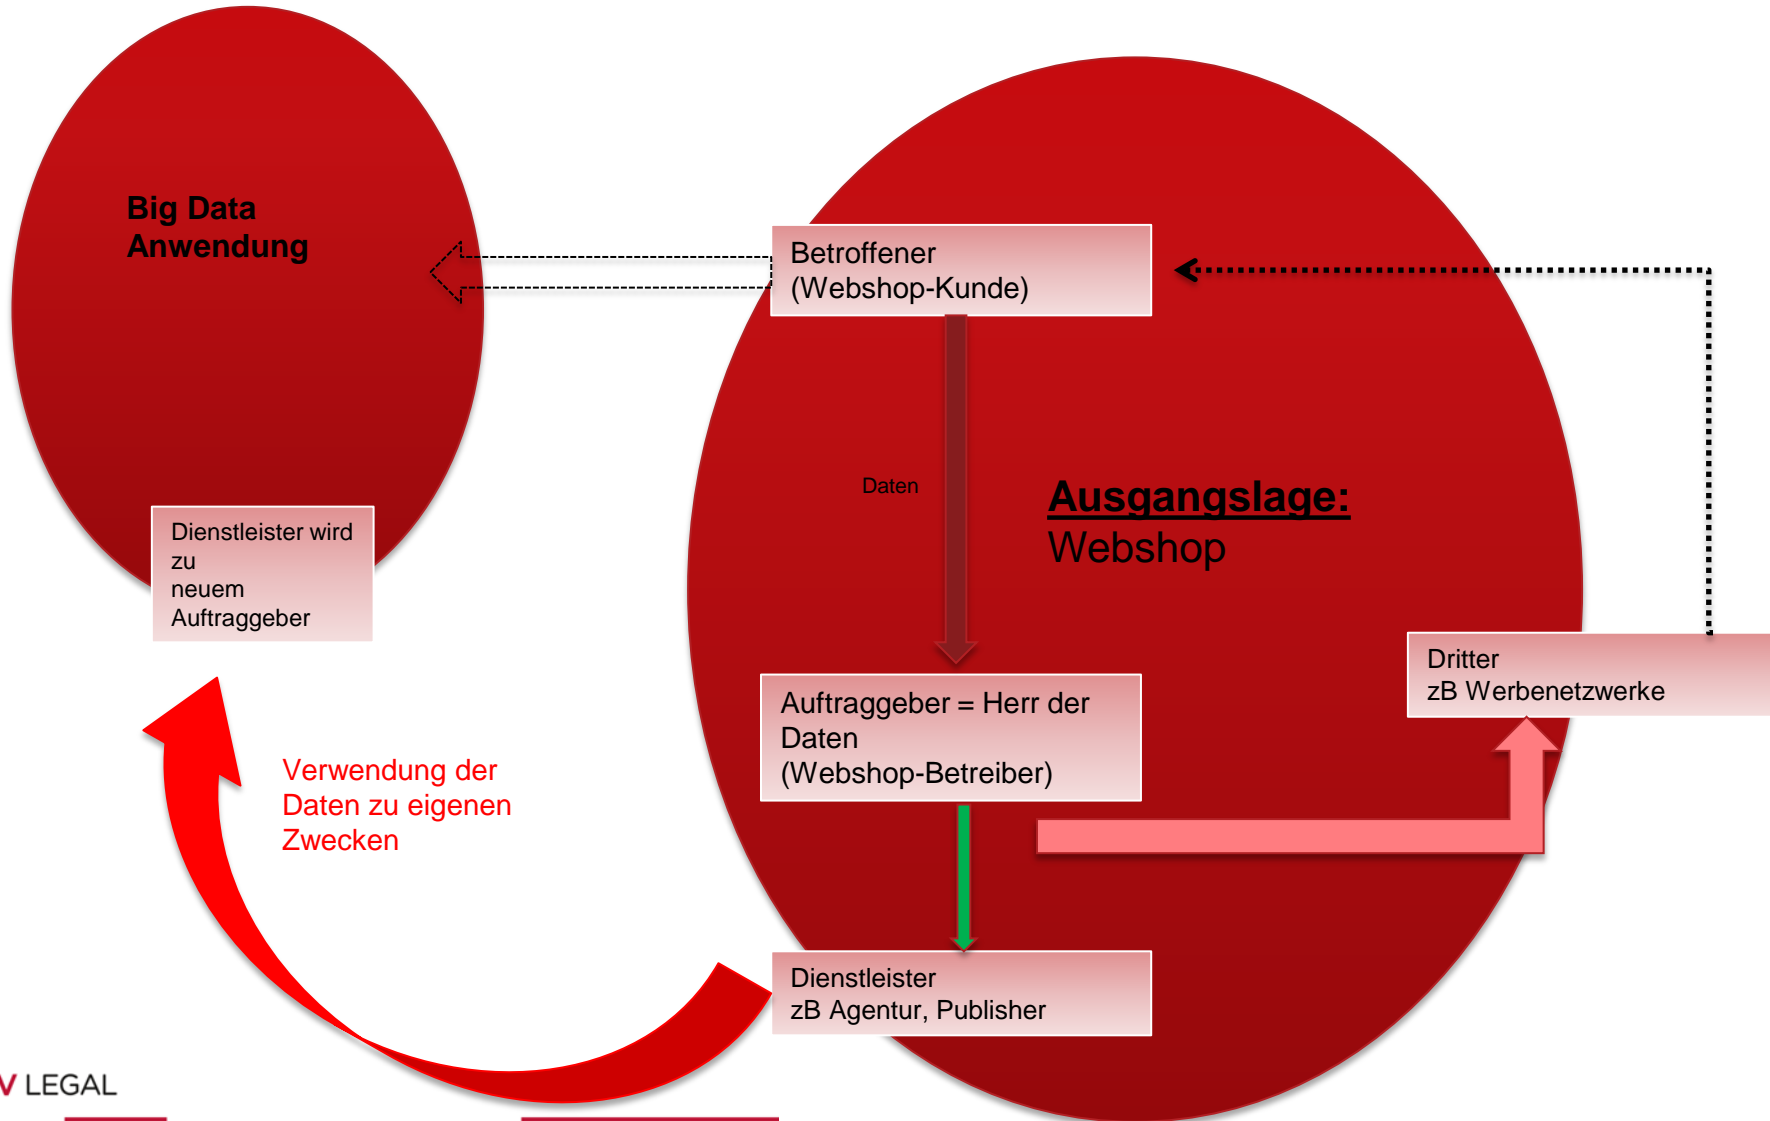 Big Data
Anwendung
Betroffener
(Webshop-Kunde)
Daten
Ausgangslage:
Webshop
Dienstleister wird
zu
neuem
Auftraggeber
Dritter
zB Werbenetzwerke
Auftraggeber = Herr der
Daten
(Webshop-Betreiber)
Verwendung der
Daten zu eigenen
Zwecken
Dienstleister
zB Agentur, Publisher
V LEGAL